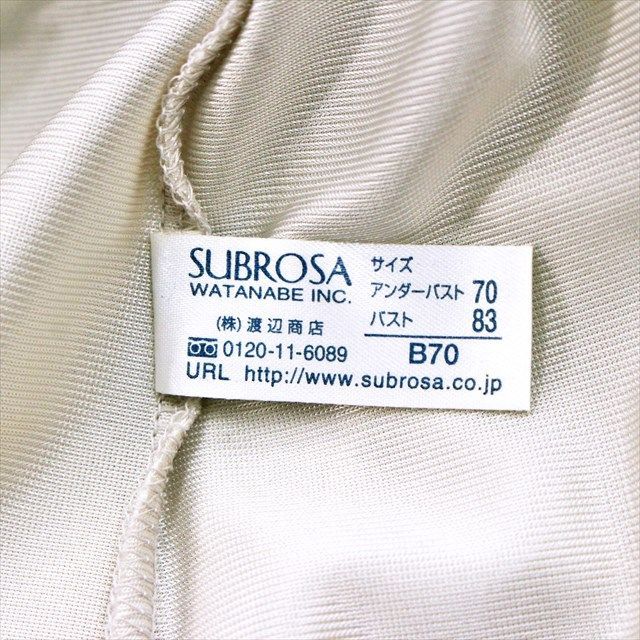 SUBROSA
WATANABE INC.
(株)渡辺商店
0120-11-6089
URL http://www.subrosa.co.jp
サイズ
アンダーバスト 70
バスト 83
B70